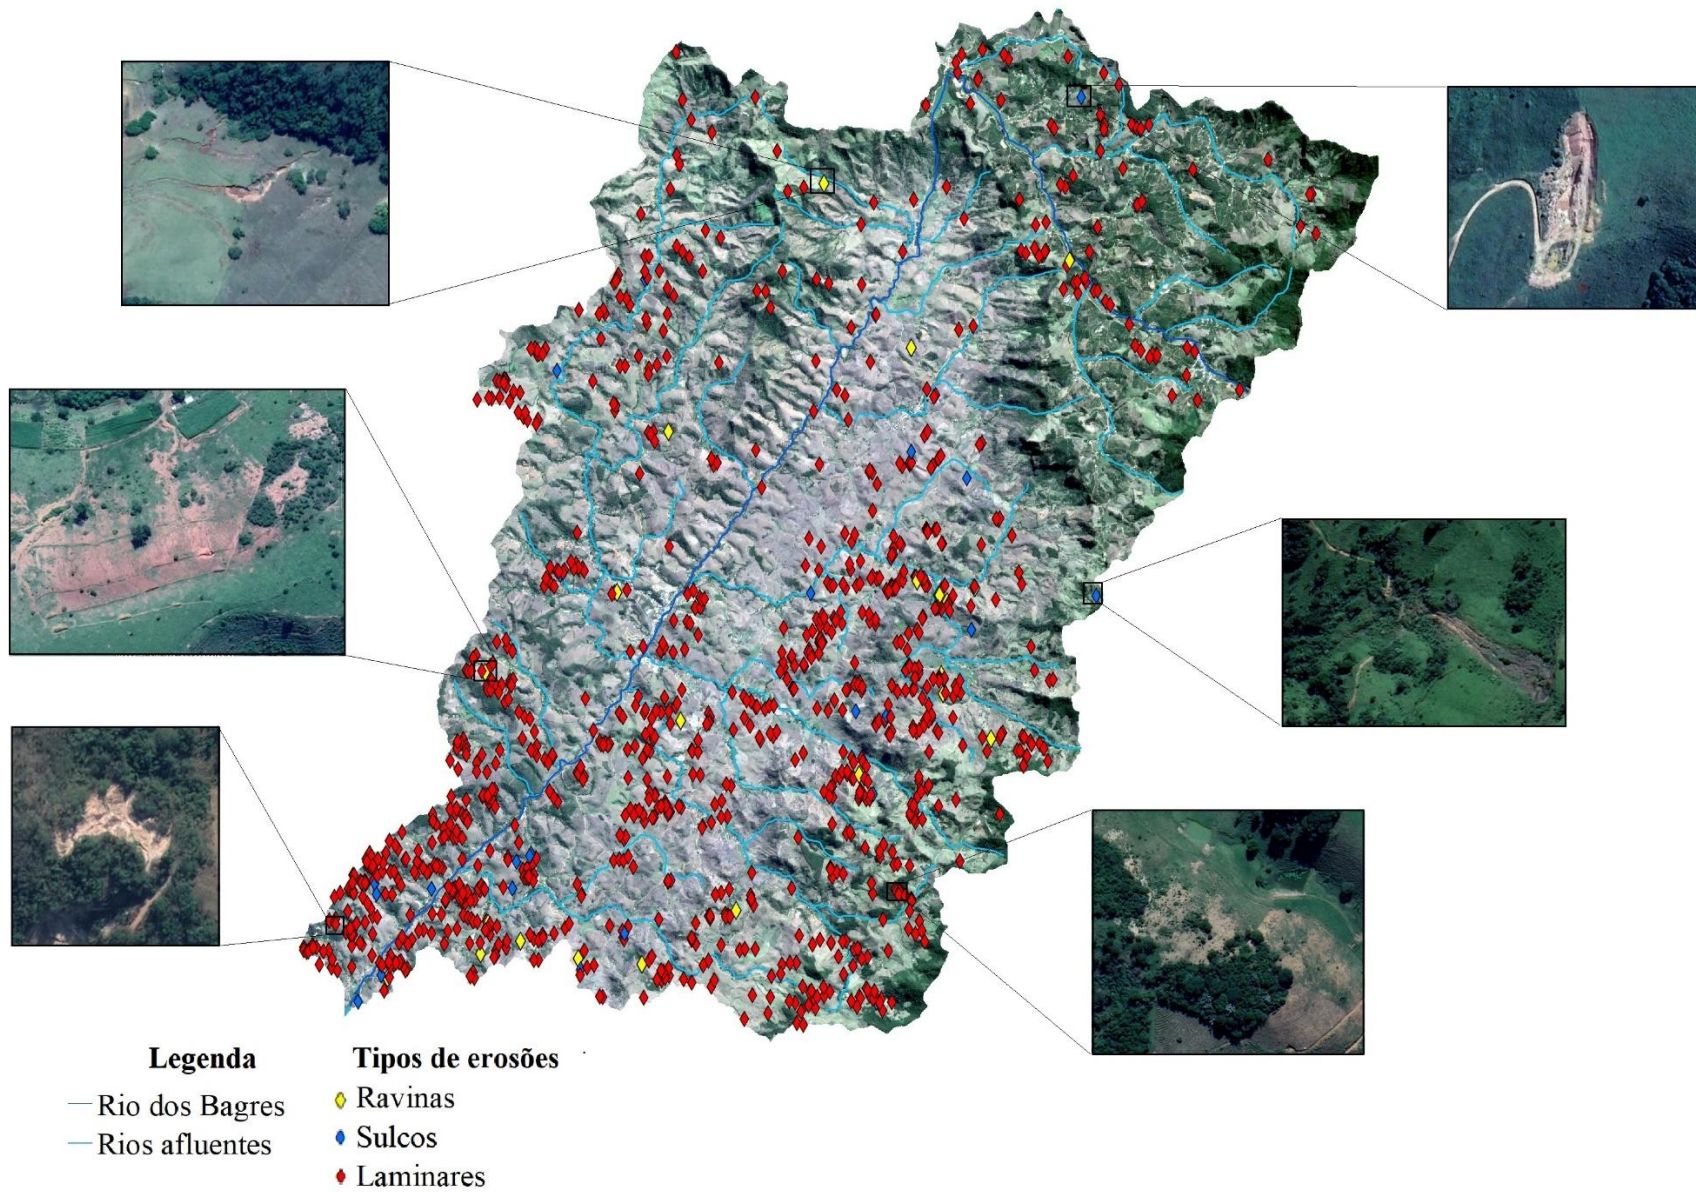 Legenda
Rio dos Bagres
Rios afluentes
Tipos de erosões
Ravinas
Sulcos
Laminares